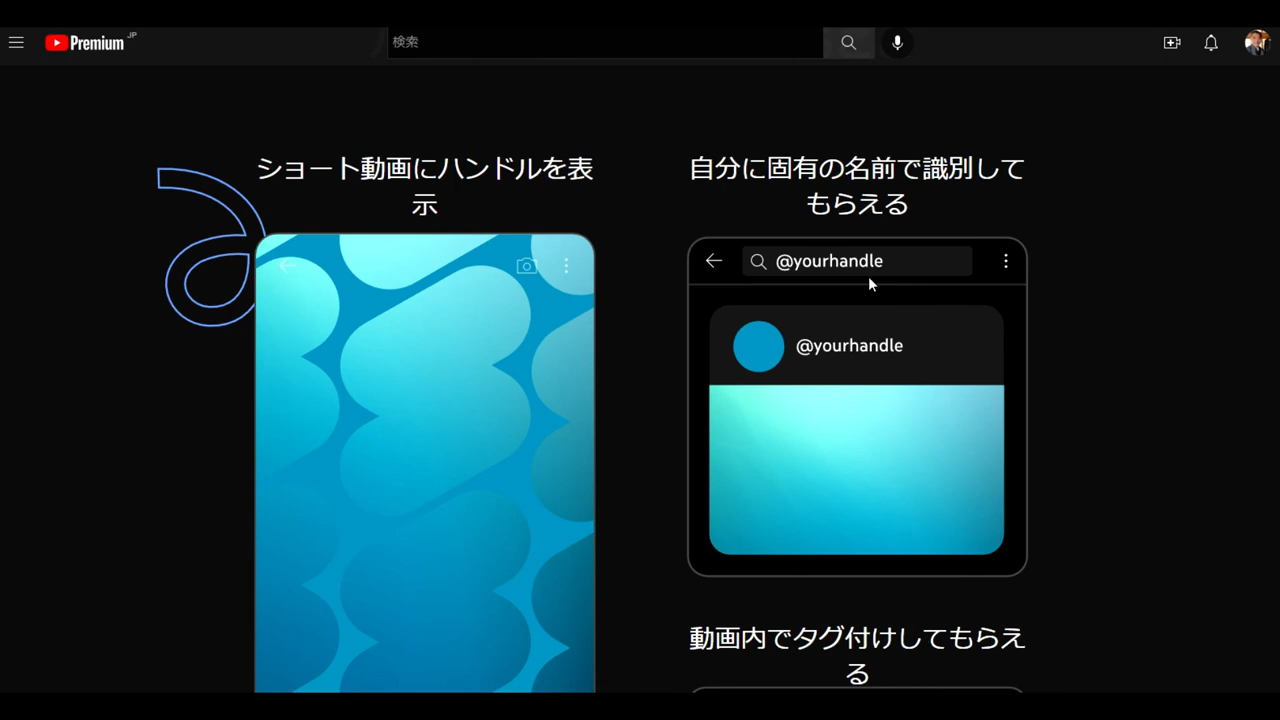 Premium JP
検索
ショート動画にハンドルを表
示
自分に固有の名前で識別して
もらえる
@yourhandle
@yourhandle
動画内でタグ付けしてもらえ
る